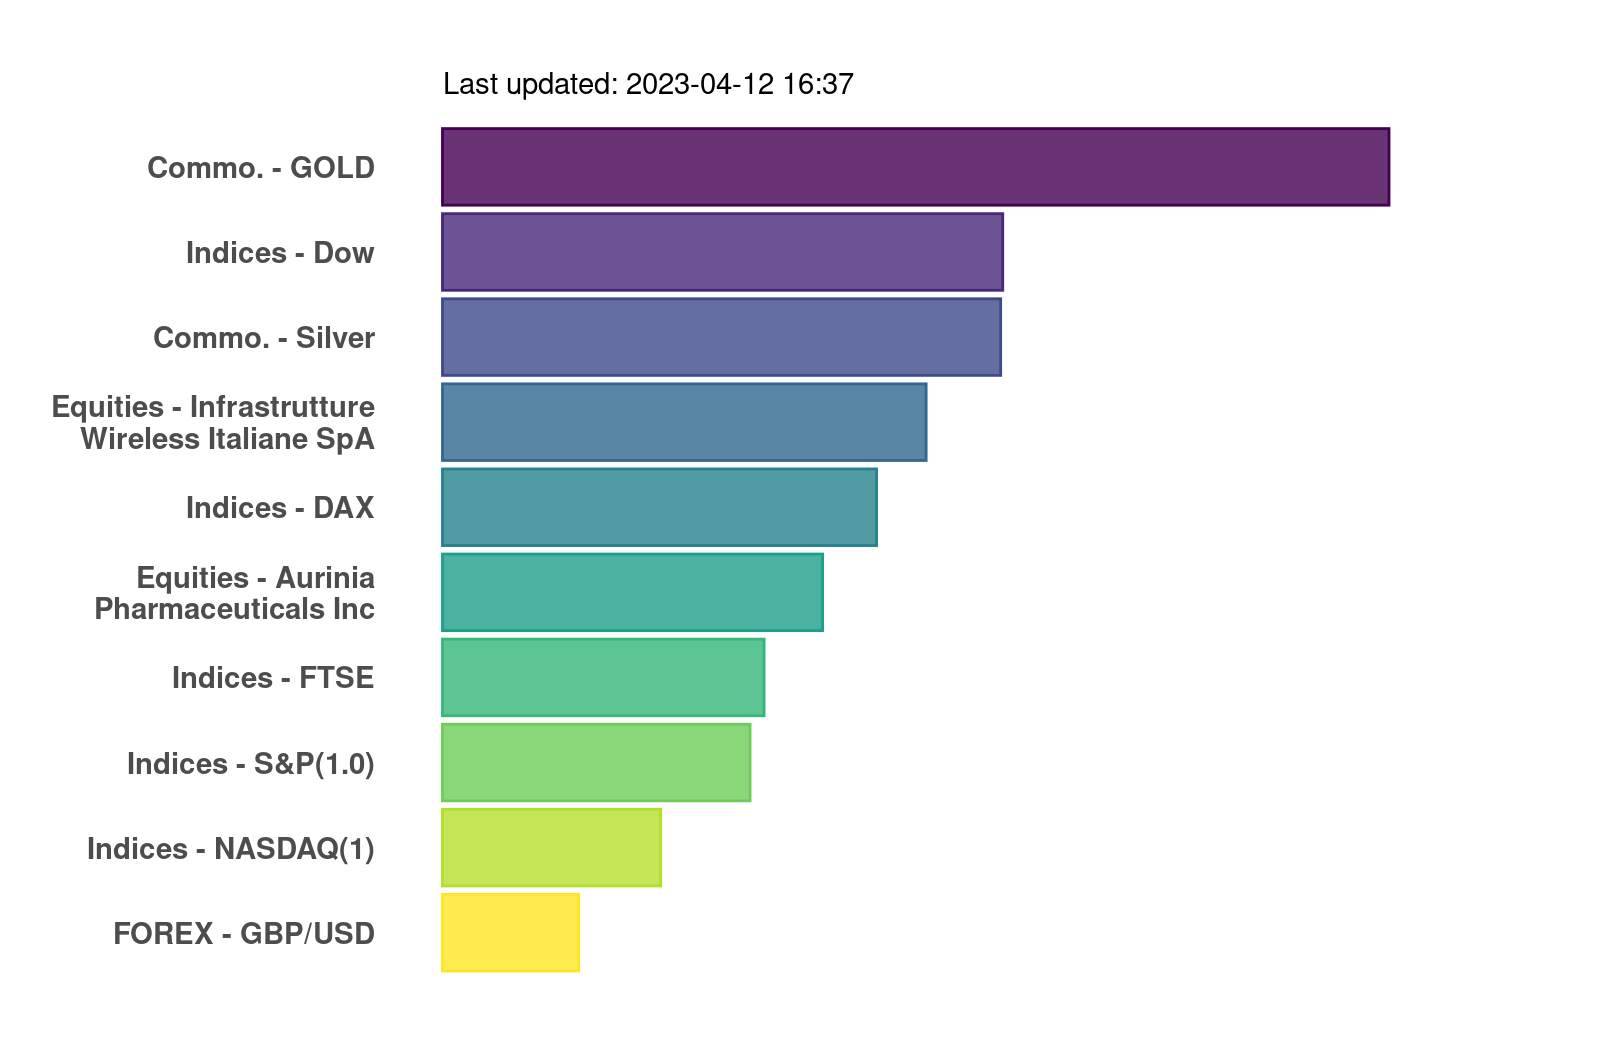 Last updated: 2023-04-12 16:37
Commo. - GOLD
Indices - Dow
Commo. - Silver
Equities - Infrastrutture
Wireless Italiane SpA
Indices - DAX
Equities - Aurinia
Pharmaceuticals Inc
Indices - FTSE
Indices - S&P(1.0)
Indices - NASDAQ(1)
FOREX - GBP/USD